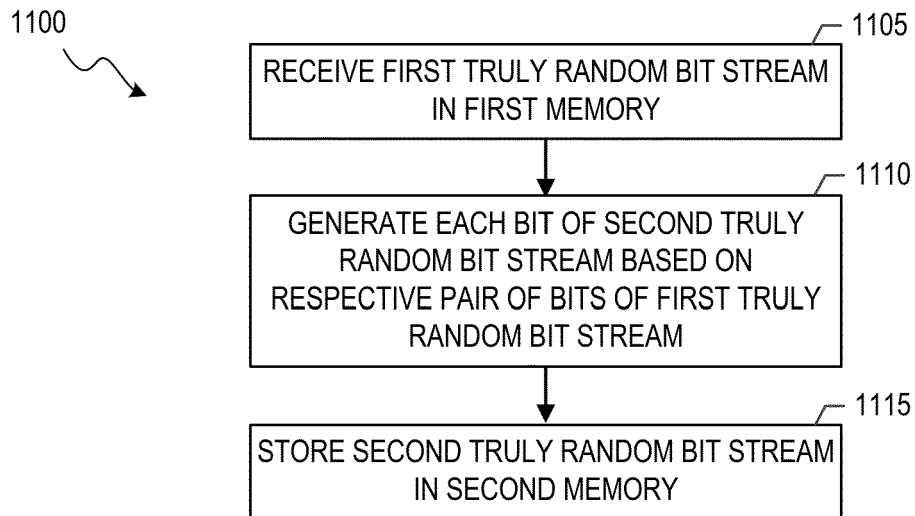 1100
1105
RECEIVE FIRST TRULY RANDOM BIT STREAM
IN FIRST MEMORY
1110
GENERATE EACH BIT OF SECOND TRULY
RANDOM BIT STREAM BASED ON
RESPECTIVE PAIR OF BITS OF FIRST TRULY
RANDOM BIT STREAM
1115
STORE SECOND TRULY RANDOM BIT STREAM
IN SECOND MEMORY